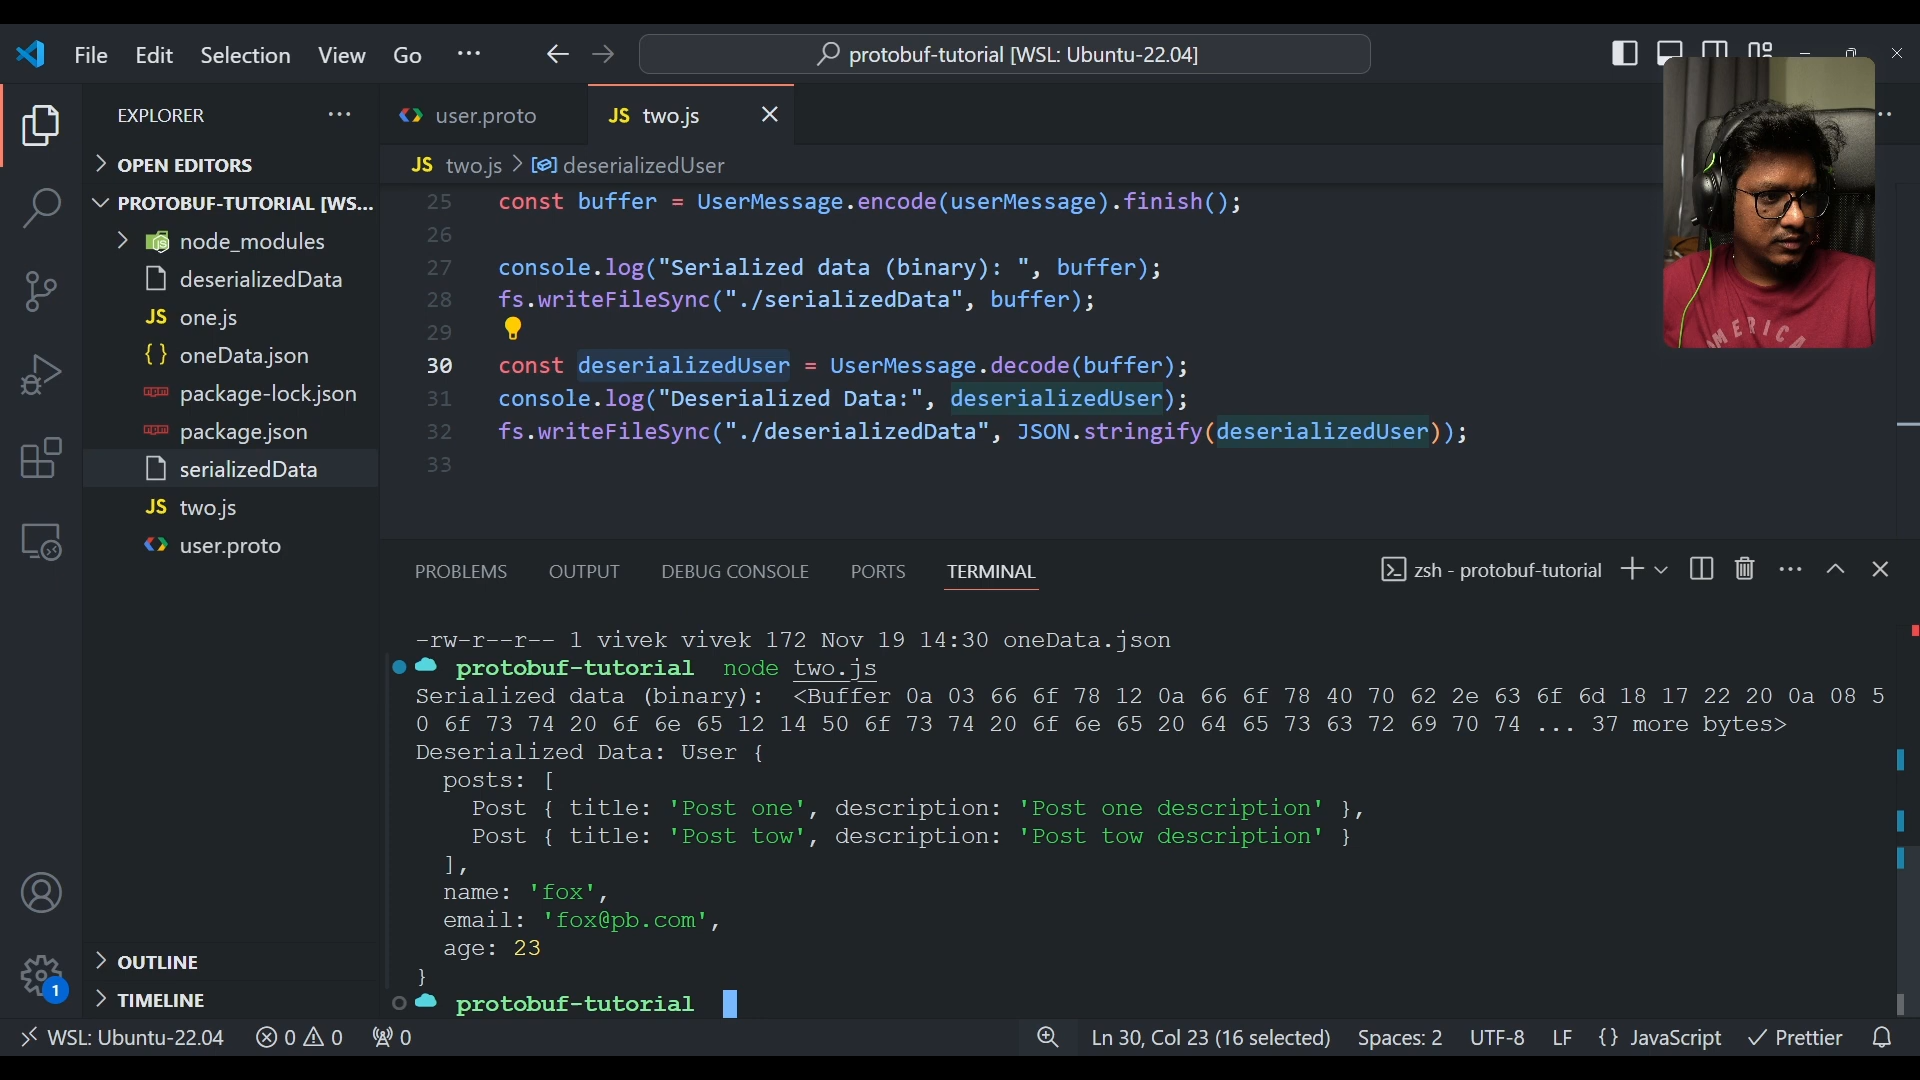 File Edit Selection View Go ··· protobuf-tutorial [WSL: Ubuntu-22.04]
EXPLORER
OPEN EDITORS
PROTOBUF-TUTORIAL [WS...
node_modules
deserializedData
JS one.js
{ } oneData.json
package-lock.json
package.json
serializedData
JS two.js
user.proto
OUTLINE
TIMELINE
user.proto JS two.js
JS two.js > deserializedUser
25 const buffer = UserMessage.encode(userMessage).finish();
26
27 console.log("Serialized data (binary): ", buffer);
28 fs.writeFileSync("./serializedData", buffer);
29
30 const deserializedUser = UserMessage.decode(buffer);
31 console.log("Deserialized Data:", deserializedUser);
32 fs.writeFileSync("./deserializedData", JSON.stringify(deserializedUser));
33
PROBLEMS OUTPUT DEBUG CONSOLE PORTS TERMINAL zsh - protobuf-tutorial
-rw-r--r-- 1 vivek vivek 172 Nov 19 14:30 oneData.json
protobuf-tutorial node two.js
Serialized data (binary): <Buffer 0a 03 66 6f 78 12 0a 66 6f 78 40 70 62 2e 63 6f 6d 18 17 22 20 0a 08 5
0 6f 73 74 20 6f 6e 65 12 14 50 6f 73 74 20 6f 6e 65 20 64 65 73 63 72 69 70 74 ... 37 more bytes>
Deserialized Data: User {
posts: [
Post { title: 'Post one', description: 'Post one description' },
Post { title: 'Post tow', description: 'Post tow description' }
],
name: 'fox',
email: 'fox@pb.com',
age: 23
}
protobuf-tutorial
1
WSL: Ubuntu-22.04 0 0 0 Ln 30, Col 23 (16 selected) Spaces: 2 UTF-8 LF {} JavaScript Prettier